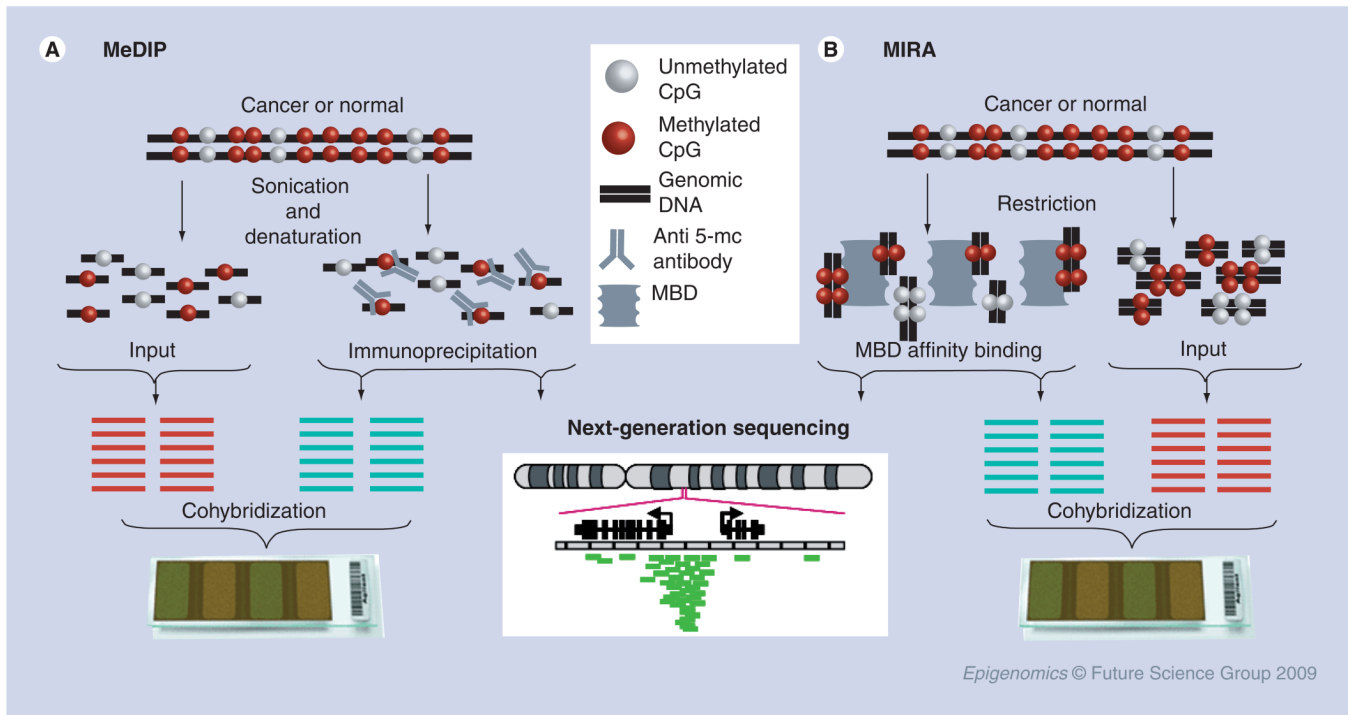 A MeDIP
Cancer or normal
Sonication
and
denaturation
Input
Immunoprecipitation
Cohybridization
Agilent
Unmethylated
CpG
Methylated
CpG
Genomic
DNA
Anti 5-mc
antibody
MBD
Next-generation sequencing
B MIRA
Cancer or normal
Restriction
MBD affinity binding
Input
Cohybridization
Agilent
Epigenomics © Future Science Group 2009